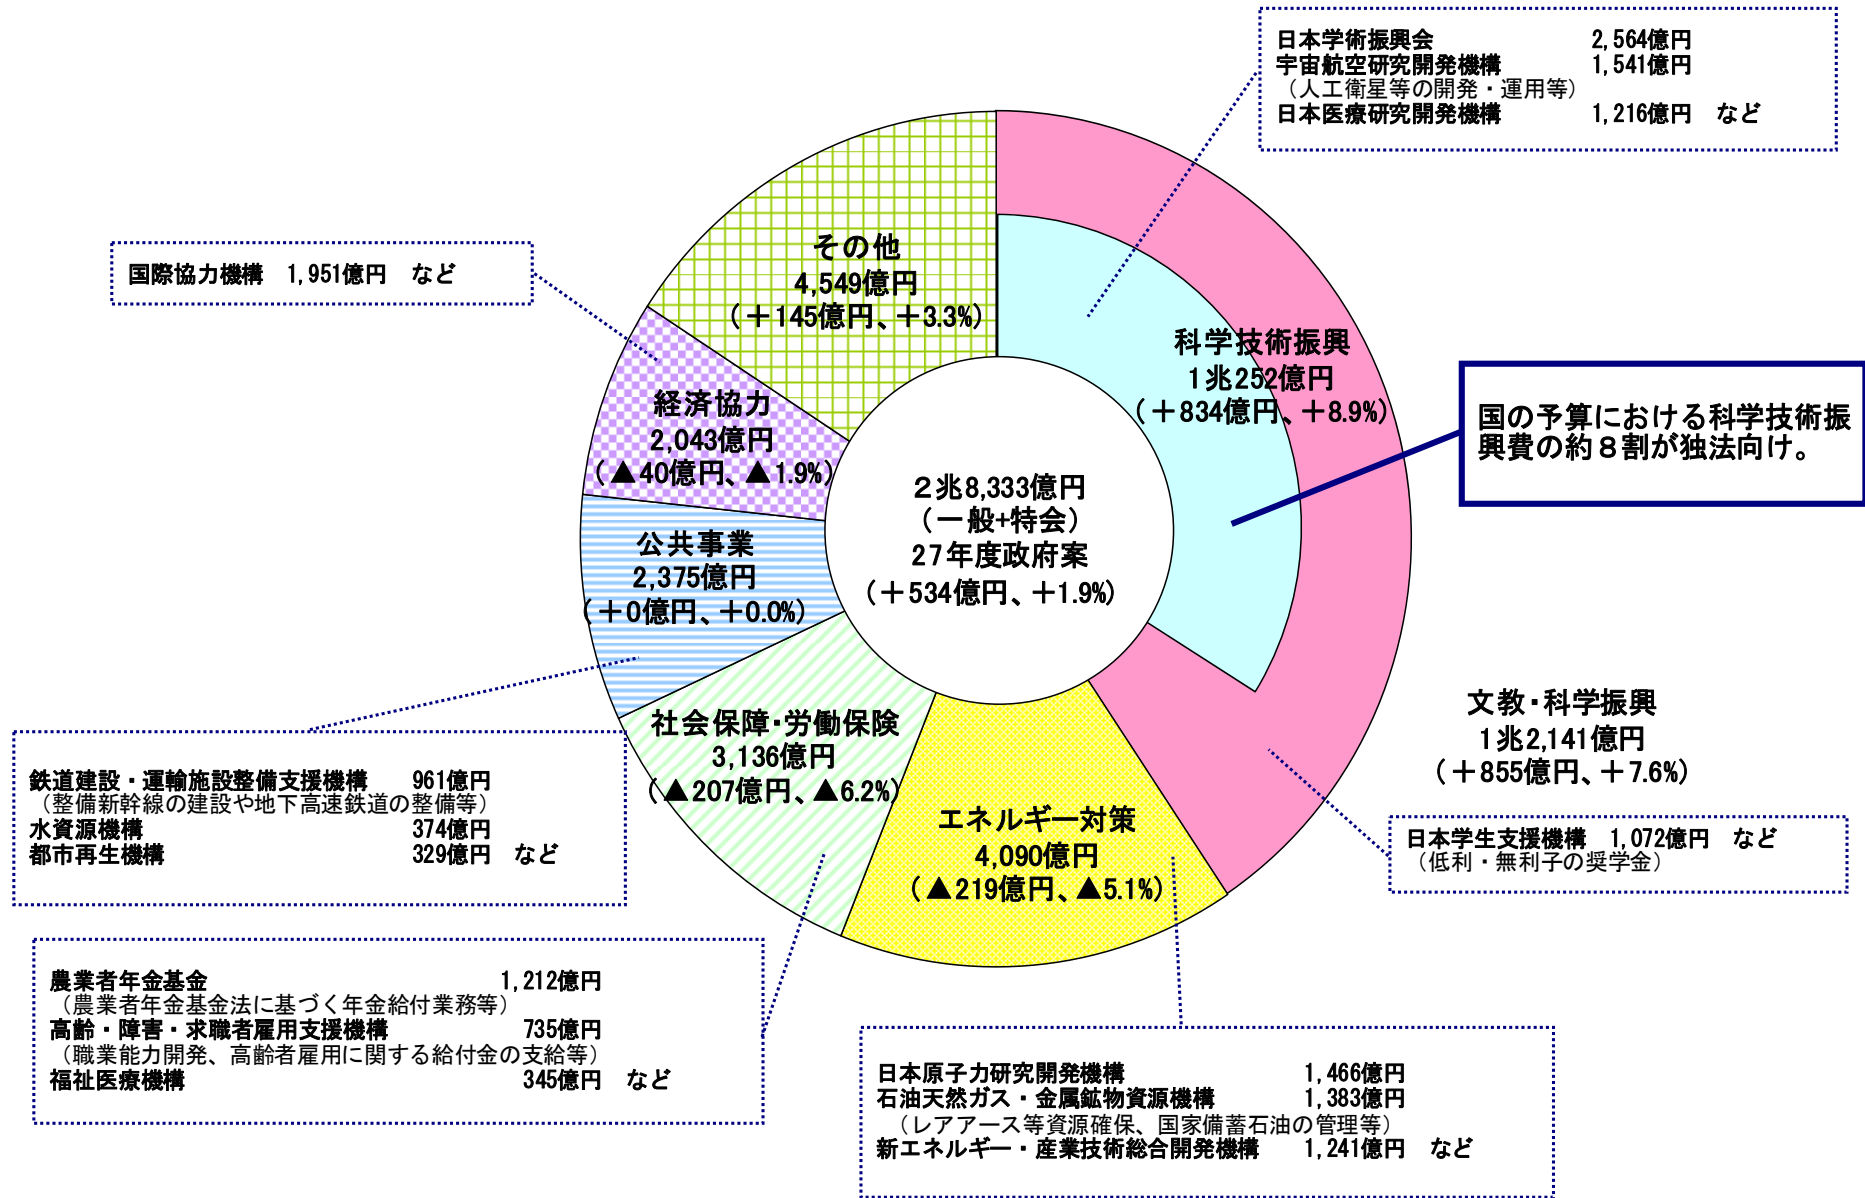 日本学術振興会 2,564億円
宇宙航空研究開発機構 1,541億円
（人工衛星等の開発・運用等）
日本医療研究開発機構 1,216億円 など
国際協力機構 1,951億円 など
その他
4,549億円
（＋145億円、＋3.3%）
科学技術振興
1兆252億円
（＋834億円、＋8.9%）
国の予算における科学技術振
興費の約８割が独法向け。
経済協力
2,043億円
（▲40億円、▲1.9%）
２兆8,333億円
（一般+特会）
27年度政府案
（＋534億円、＋1.9%）
公共事業
2,375億円
（＋0億円、＋0.0%）
文教・科学振興
1兆2,141億円
（＋855億円、＋7.6%）
社会保障・労働保険
3,136億円
（▲207億円、▲6.2%）
エネルギー対策
4,090億円
（▲219億円、▲5.1%）
日本学生支援機構 1,072億円 など
（低利・無利子の奨学金）
鉄道建設・運輸施設整備支援機構 961億円
（整備新幹線の建設や地下高速鉄道の整備等）
水資源機構 374億円
都市再生機構 329億円 など
農業者年金基金 1,212億円
（農業者年金基金法に基づく年金給付業務等）
高齢・障害・求職者雇用支援機構 735億円
（職業能力開発、高齢者雇用に関する給付金の支給等）
福祉医療機構 345億円 など
日本原子力研究開発機構 1,466億円
石油天然ガス・金属鉱物資源機構 1,383億円
（レアアース等資源確保、国家備蓄石油の管理等）
新エネルギー・産業技術総合開発機構 1,241億円 など